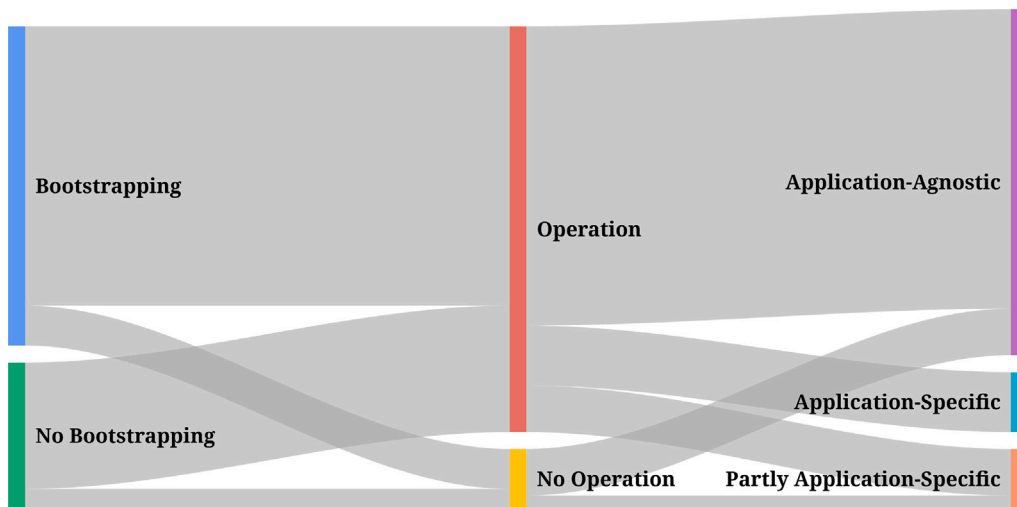 Bootstrapping
No Bootstrapping
Operation
No Operation
Application-Agnostic
Application-Specific
Partly Application-Specific